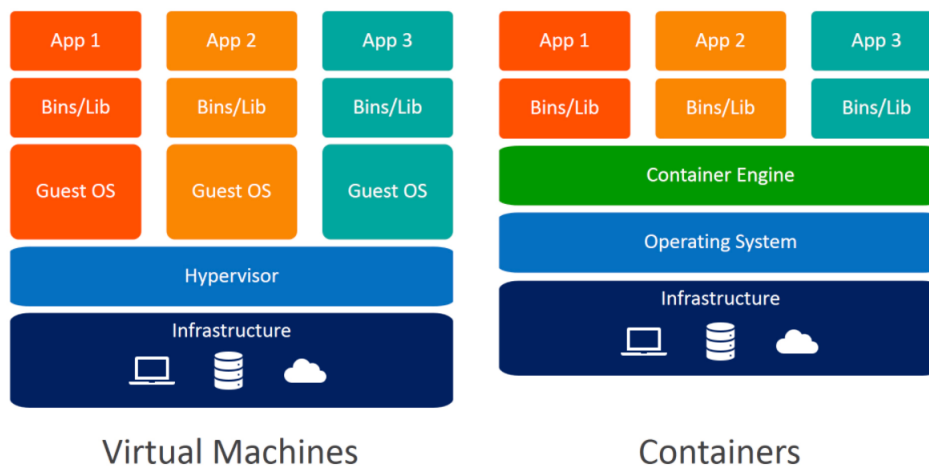 App 1
App 2
App 3
Bins/Lib
Bins/Lib
Bins/Lib
Guest OS
Guest OS
Guest OS
Hypervisor
Infrastructure
Virtual Machines
App 1
App 2
App 3
Bins/Lib
Bins/Lib
Bins/Lib
Container Engine
Operating System
Infrastructure
Containers